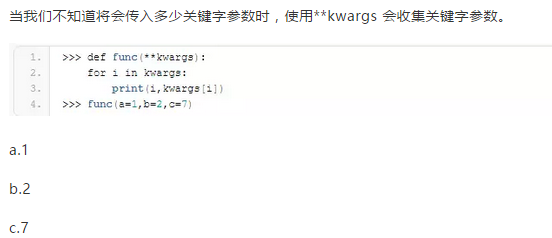 当我们不知道将会传入多少关键字参数时，使用**kwargs 会收集关键字参数。
1. >>> def func(**kwargs):
2. for i in kwargs:
3. print(i,kwargs[i])
4. >>> func(a=1,b=2,c=7)
a.1
b.2
c.7